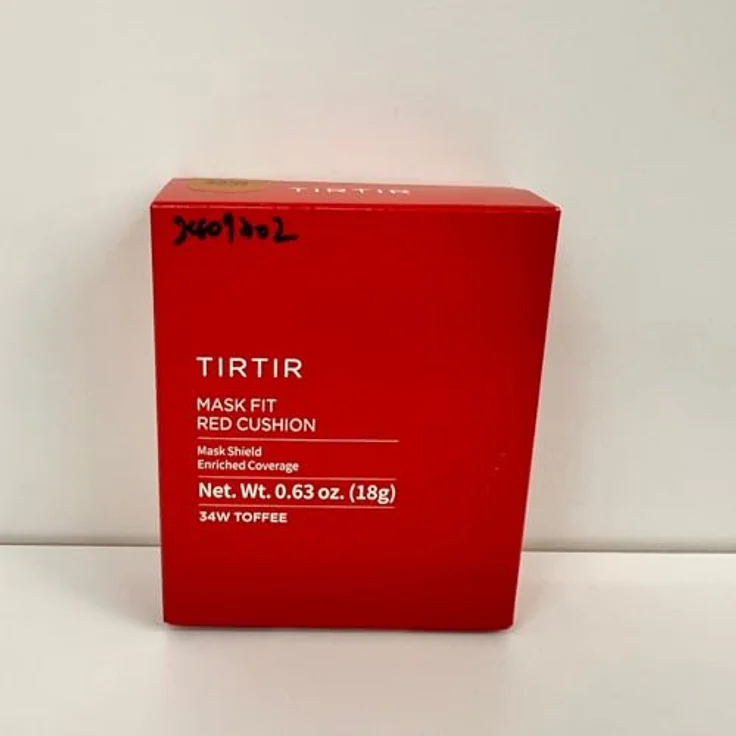 TIRTIR
TIRTIR
MASK FIT
RED CUSHION
Mask Shield
Enriched Coverage
Net. Wt. 0.63 oz. (18g)
34W TOFFEE